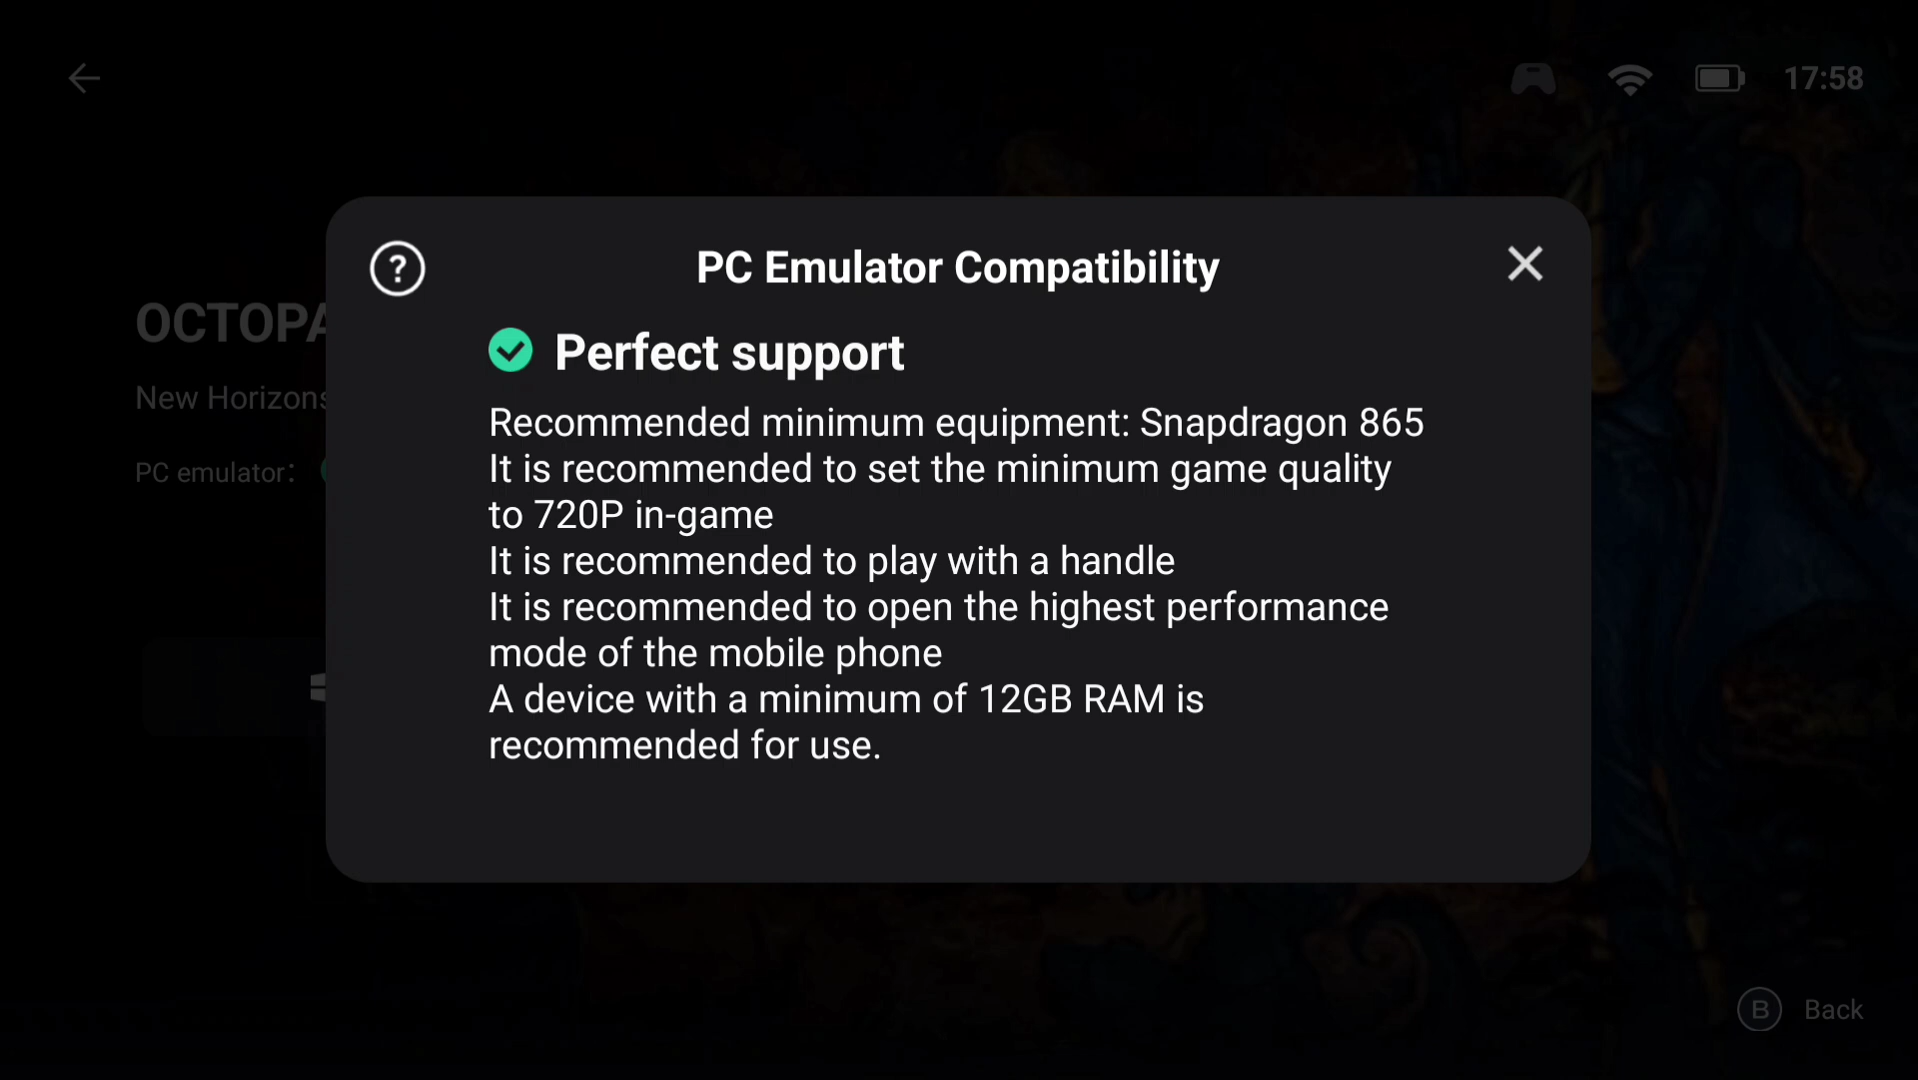 17:58
PC Emulator Compatibility
OCTOPA
Perfect support
New Horizons
Recommended minimum equipment: Snapdragon 865
PC emulator:
It is recommended to set the minimum game quality
to 720P in-game
It is recommended to play with a handle
It is recommended to open the highest performance
mode of the mobile phone
A device with a minimum of 12GB RAM is
recommended for use.
B Back